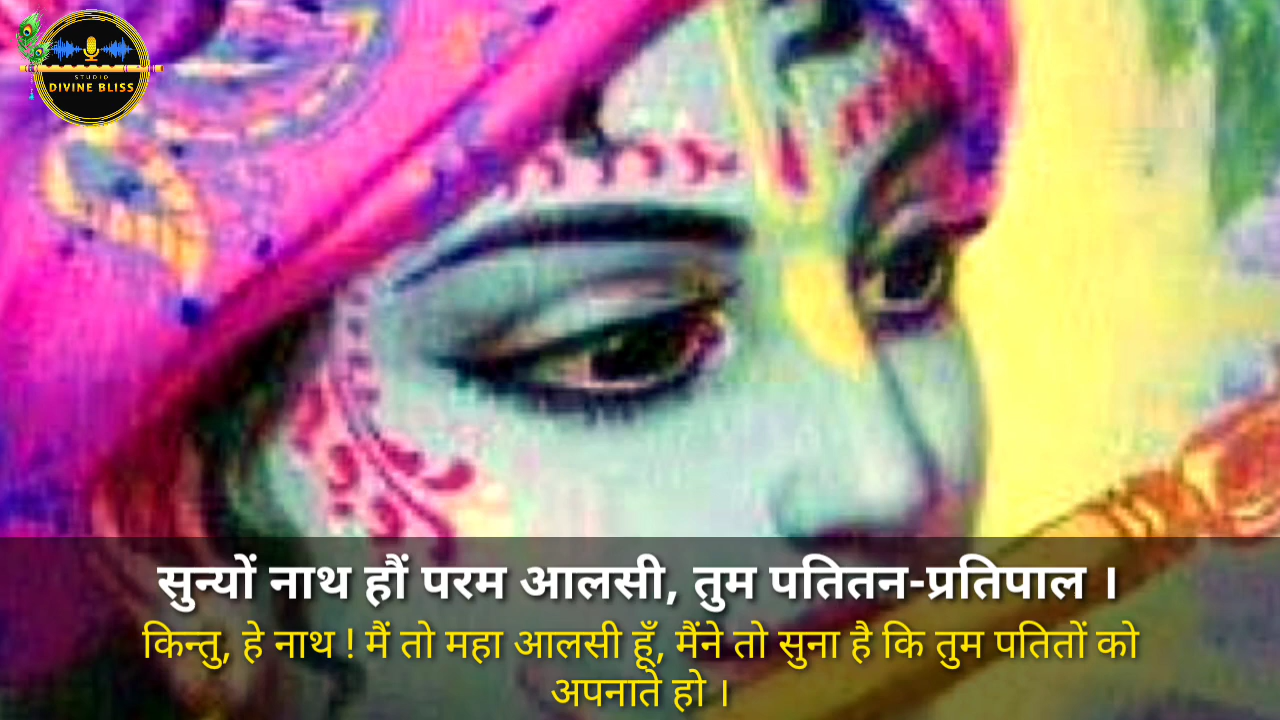 STUDIO
DIVINE BLISS
सुन्यों नाथ हौं परम आलसी, तुम पतितन-प्रतिपाल ।
किन्तु, हे नाथ ! मैं तो महा आलसी हूँ, मैंने तो सुना है कि तुम पतितों को
अपनाते हो ।